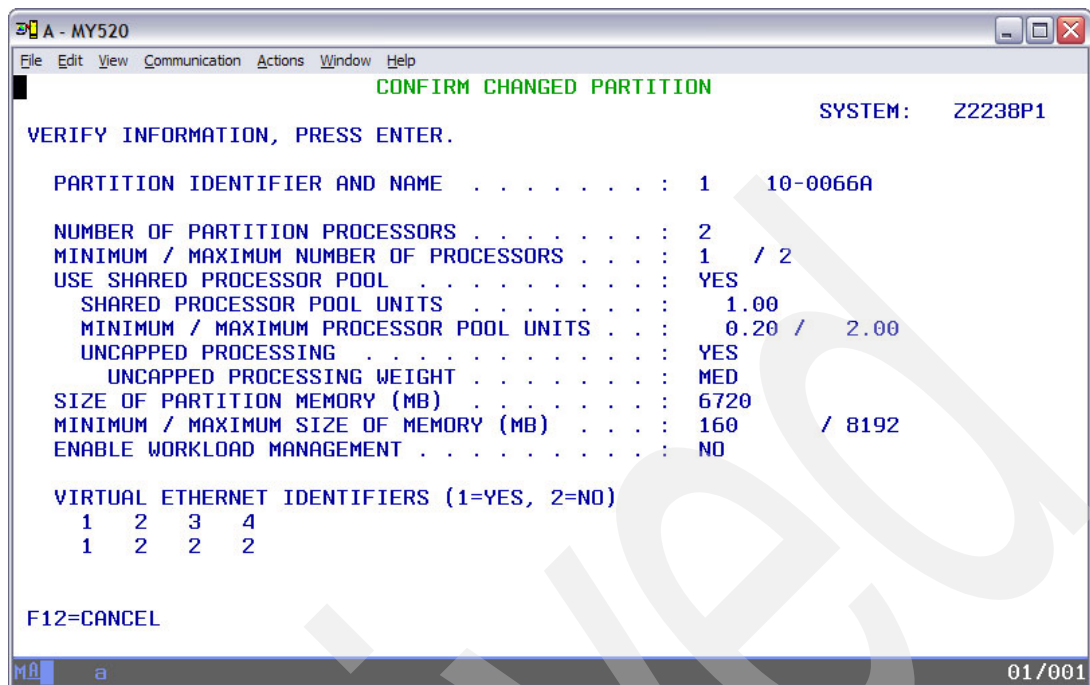 A - MY520
File Edit View Communication Actions Window Help
CONFIRM CHANGED PARTITION
SYSTEM: Z2238P1
VERIFY INFORMATION, PRESS ENTER.
PARTITION IDENTIFIER AND NAME . . . . . . . : 1 10-0066A
NUMBER OF PARTITION PROCESSORS . . . . . . . : 2
MINIMUM / MAXIMUM NUMBER OF PROCESSORS . . . : 1 / 2
USE SHARED PROCESSOR POOL . . . . . . . . . : YES
SHARED PROCESSOR POOL UNITS . . . . . . . : 1.00
MINIMUM / MAXIMUM PROCESSOR POOL UNITS . . : 0.20 / 2.00
UNCAPPED PROCESSING . . . . . . . . . . . : YES
UNCAPPED PROCESSING WEIGHT . . . . . . . : MED
SIZE OF PARTITION MEMORY (MB) . . . . . . . : 6720
MINIMUM / MAXIMUM SIZE OF MEMORY (MB) . . . : 160 / 8192
ENABLE WORKLOAD MANAGEMENT . . . . . . . . . : NO
VIRTUAL ETHERNET IDENTIFIERS (1=YES, 2=NO)
1 2 3 4
1 2 2 2
F12=CANCEL
MA a 01/001